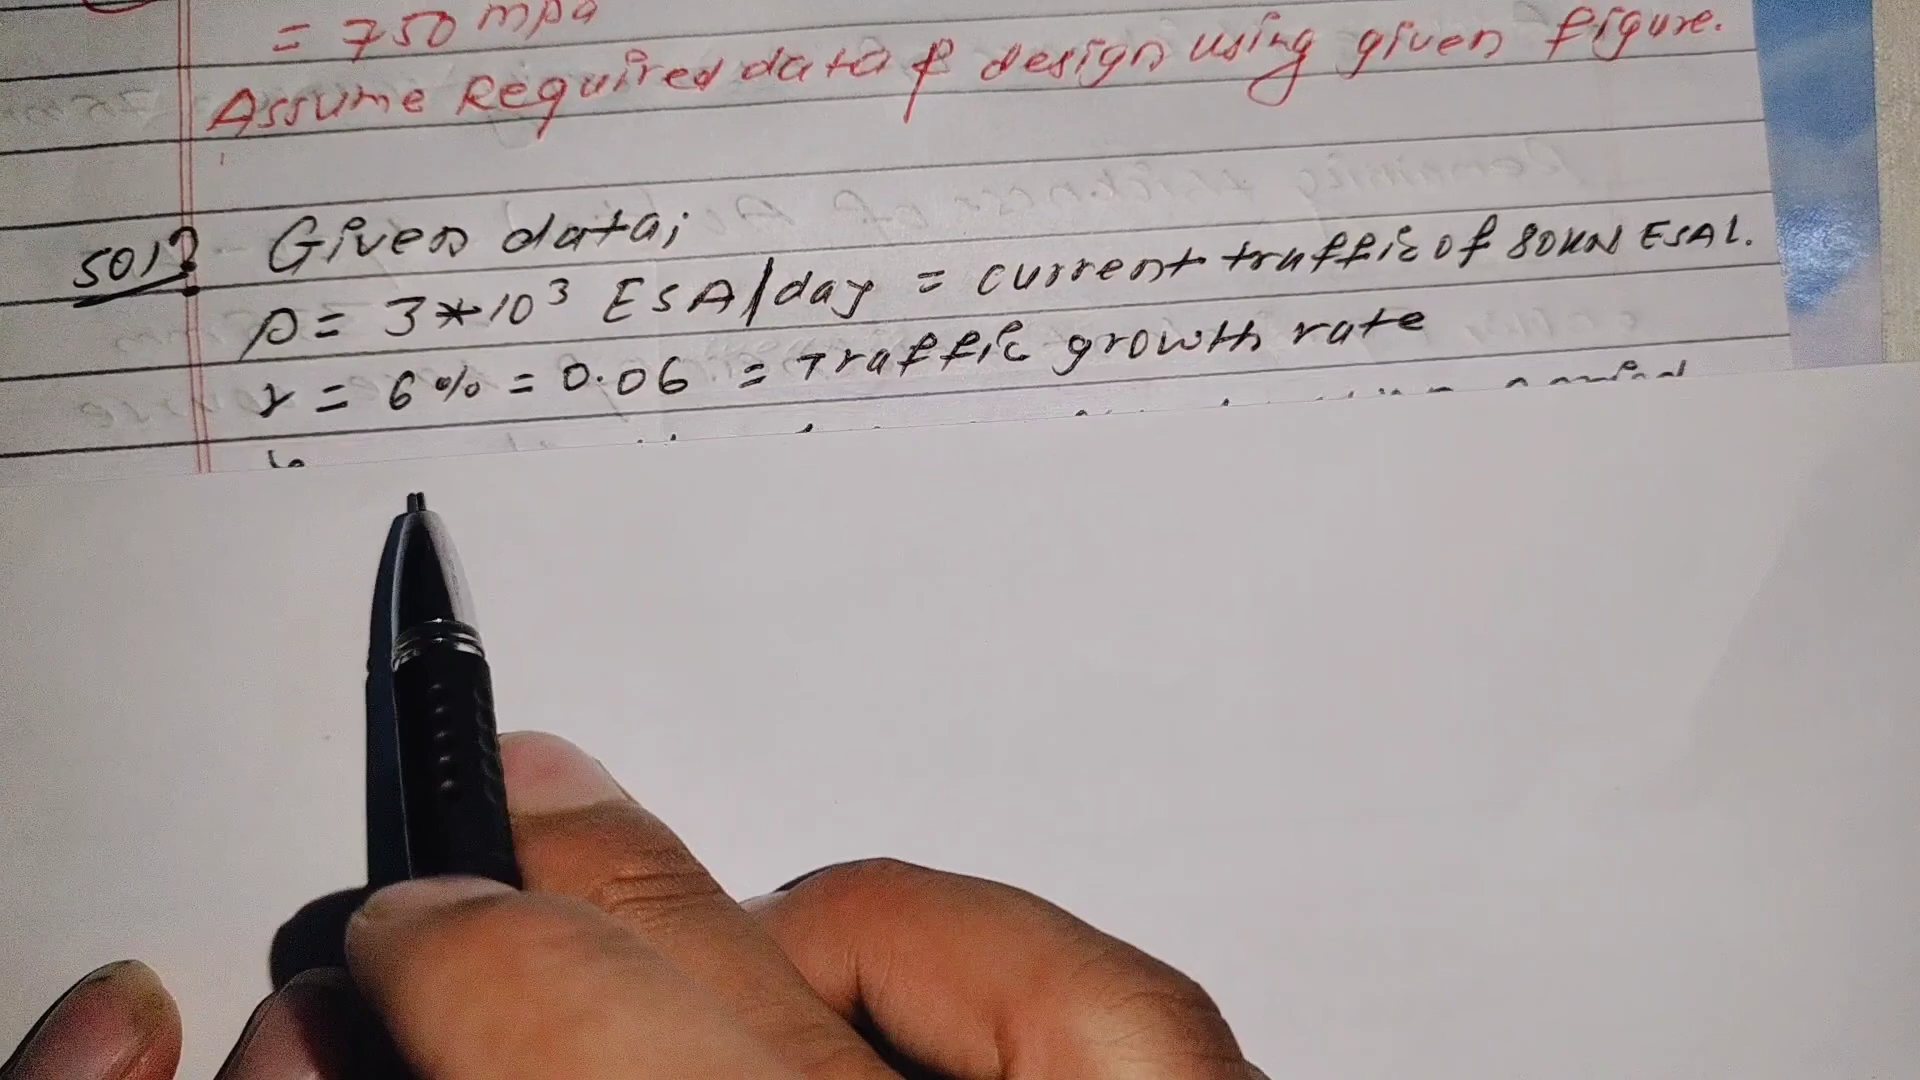 = 750 mpa
Assume Required data & design using given figure.
Soln Given data;
P = 3*10³ ESA/day = current traffic of 80KN ESAL.
r = 6% = 0.06 = Traffic growth rate